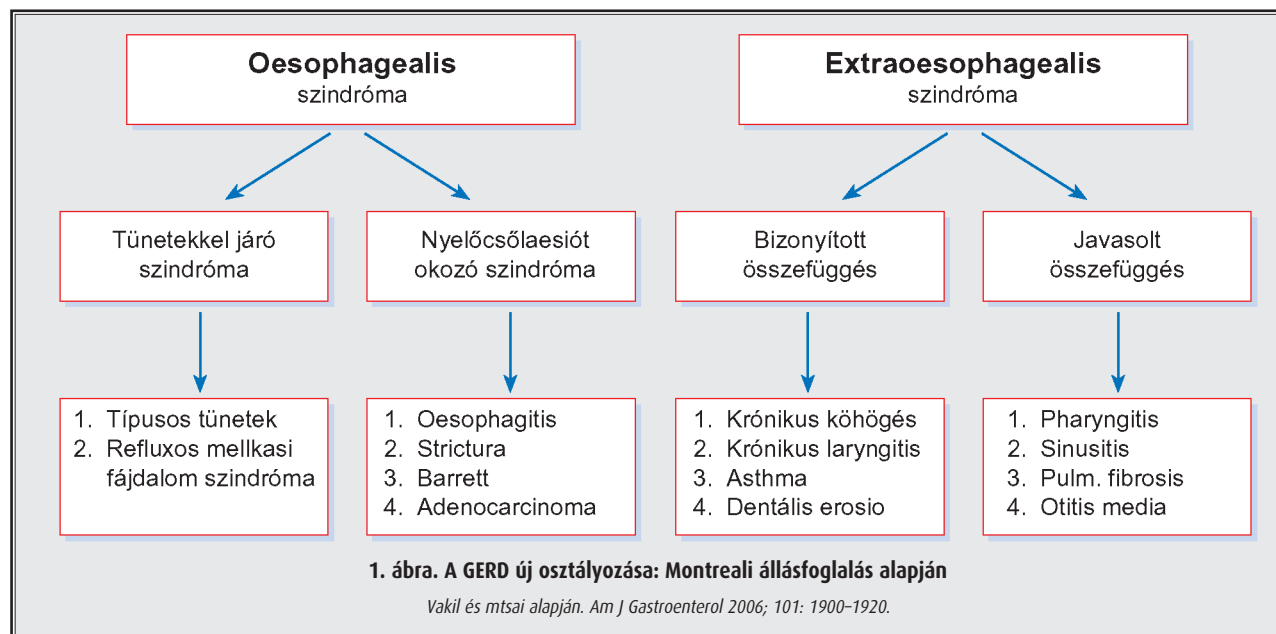 Oesophagealis
szindróma
Extraoesophagealis
szindróma
Tünetekkel járó
szindróma
Nyelőcsőlaesiót
okozó szindróma
Bizonyított
összefüggés
Javasolt
összefüggés
1. Típusos tünetek
2. Refluxos mellkasi
fájdalom szindróma
1. Oesophagitis
2. Strictura
3. Barrett
4. Adenocarcinoma
1. Krónikus köhögés
2. Krónikus laryngitis
3. Asthma
4. Dentális erosio
1. Pharyngitis
2. Sinusitis
3. Pulm. fibrosis
4. Otitis media
1. ábra. A GERD új osztályozása: Montreali állásfoglalás alapján
Vakil és mtsai alapján. Am J Gastroenterol 2006; 101: 1900–1920.